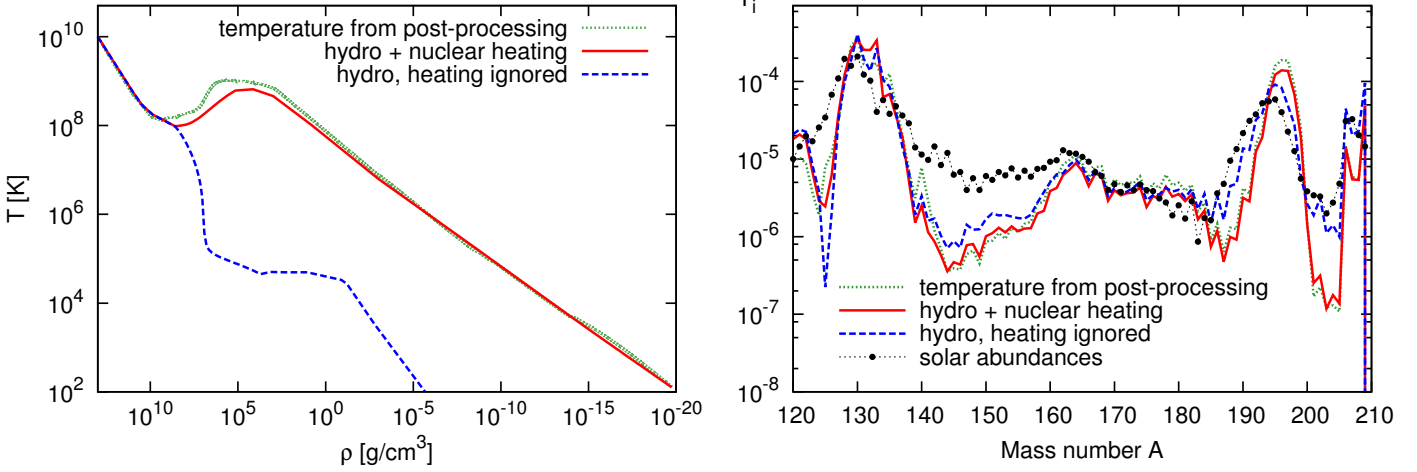 T [K]
10^10
10^8
10^6
10^4
10^2
temperature from post-processing
hydro + nuclear heating
hydro, heating ignored
10^10 10^5 10^0 10^-5 10^-10 10^-15 10^-20
ρ [g/cm^3]
10^-4
10^-5
10^-6
10^-7
10^-8
temperature from post-processing
hydro + nuclear heating
hydro, heating ignored
solar abundances
120 130 140 150 160 170 180 190 200 210
Mass number A